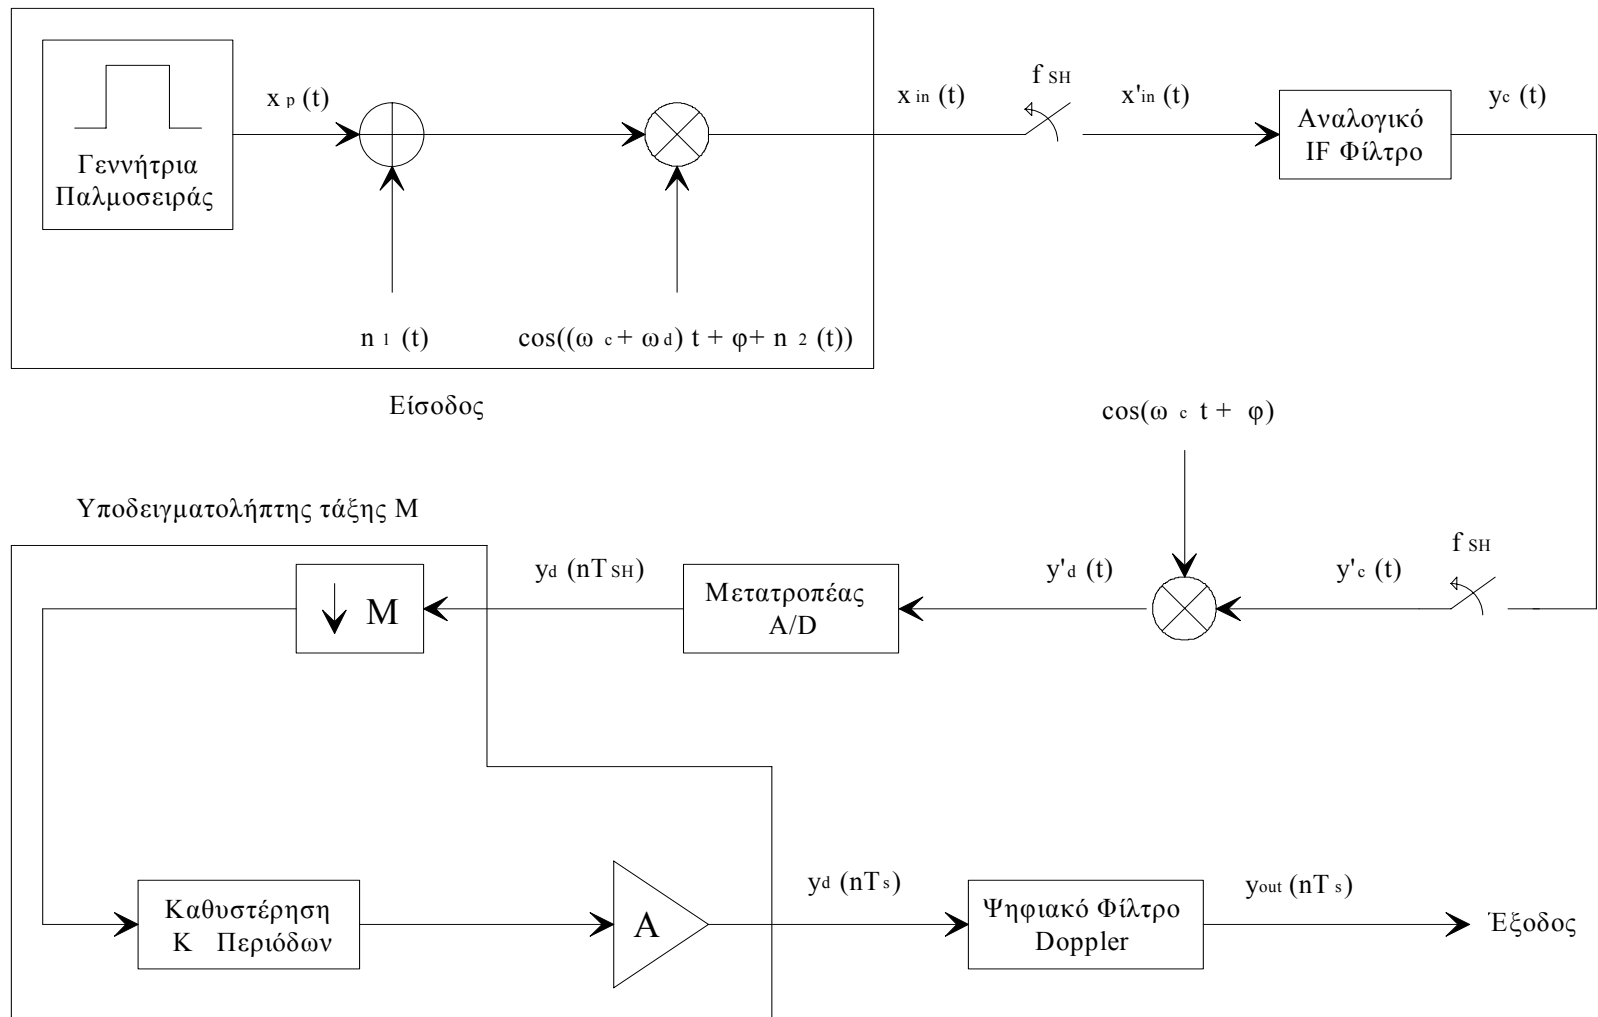 x p (t)
Γεννήτρια
Παλμοσειράς
n 1 (t)
cos((ω c + ω d) t + φ+ n 2 (t))
Είσοδος
x in (t)
f SH
x'in (t)
Αναλογικό
IF Φίλτρο
yc (t)
cos(ω c t + φ)
f SH
y'c (t)
y'd (t)
Μετατροπέας
A/D
yd (nTSH)
Υποδειγματολήπτης τάξης Μ
M
Καθυστέρηση
Κ Περιόδων
A
yd (nTs)
Ψηφιακό Φίλτρο
Doppler
yout (nTs)
Έξοδος